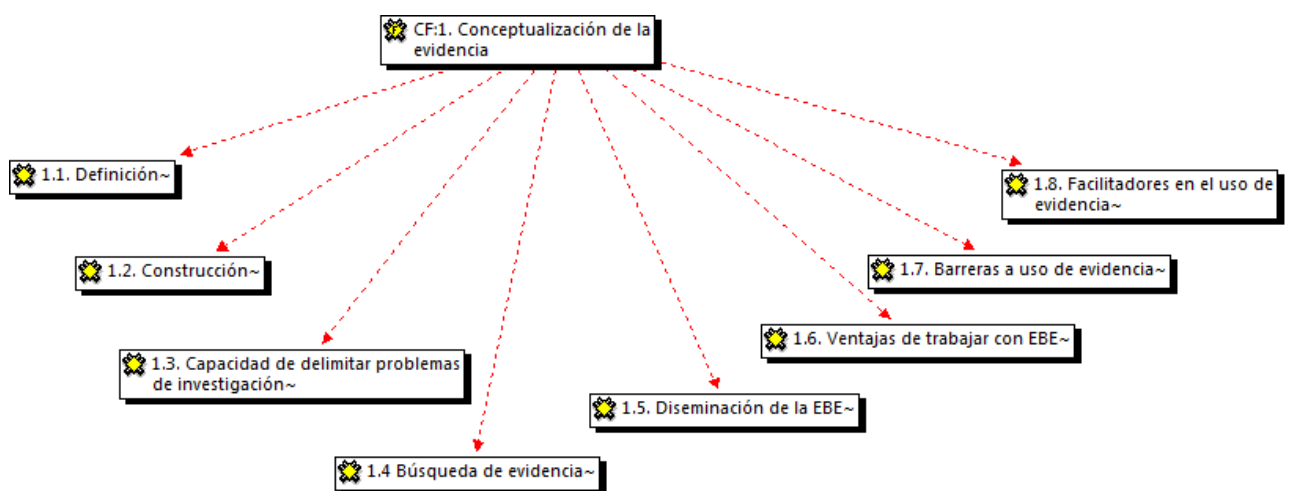 CF:1. Conceptualización de la
evidencia
1.1. Definición~
1.8. Facilitadores en el uso de
evidencia~
1.2. Construcción~
1.7. Barreras a uso de evidencia~
1.3. Capacidad de delimitar problemas
de investigación~
1.6. Ventajas de trabajar con EBE~
1.5. Diseminación de la EBE~
1.4 Búsqueda de evidencia~